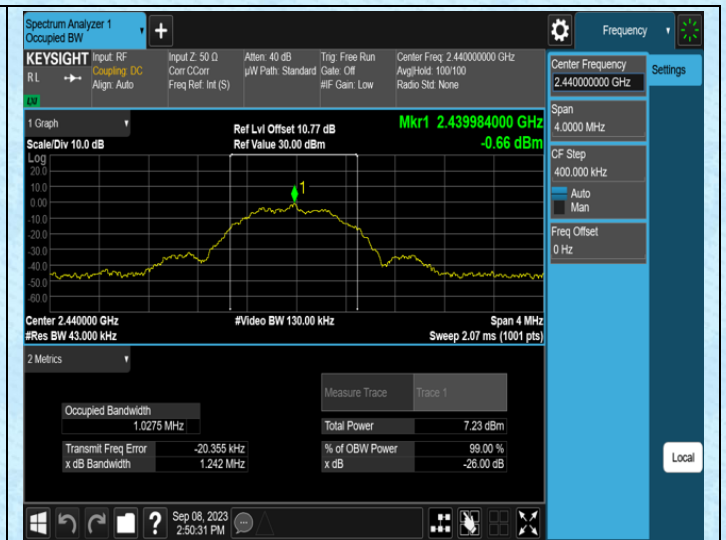 Spectrum Analyzer 1
Occupied BW
Frequency
KEYSIGHT
R L
LXI
Input: RF
Coupling: DC
Align: Auto
Input Z: 50 Ω
Corr CCorr
Freq Ref: Int (S)
Atten: 40 dB
µW Path: Standard
Trig: Free Run
Gate: Off
#IF Gain: Low
Center Freq: 2.440000000 GHz
Avg|Hold: 100/100
Radio Std: None
Center Frequency
2.440000000 GHz
Settings
Span
4.0000 MHz
CF Step
400.000 kHz
Auto
Man
Freq Offset
0 Hz
1 Graph
Scale/Div 10.0 dB
Ref Lvl Offset 10.77 dB
Ref Value 30.00 dBm
Mkr1 2.439984000 GHz
-0.66 dBm
Log
20.0
10.0
0.00
-10.0
-20.0
-30.0
-40.0
-50.0
-60.0
1
Center 2.440000 GHz
#Res BW 43.000 kHz
#Video BW 130.00 kHz
Span 4 MHz
Sweep 2.07 ms (1001 pts)
2 Metrics
Measure Trace Trace 1
Occupied Bandwidth
1.0275 MHz
Total Power 7.23 dBm
Transmit Freq Error -20.355 kHz
% of OBW Power 99.00 %
x dB Bandwidth 1.242 MHz
x dB -26.00 dB
Local
?
Sep 08, 2023
2:50:31 PM